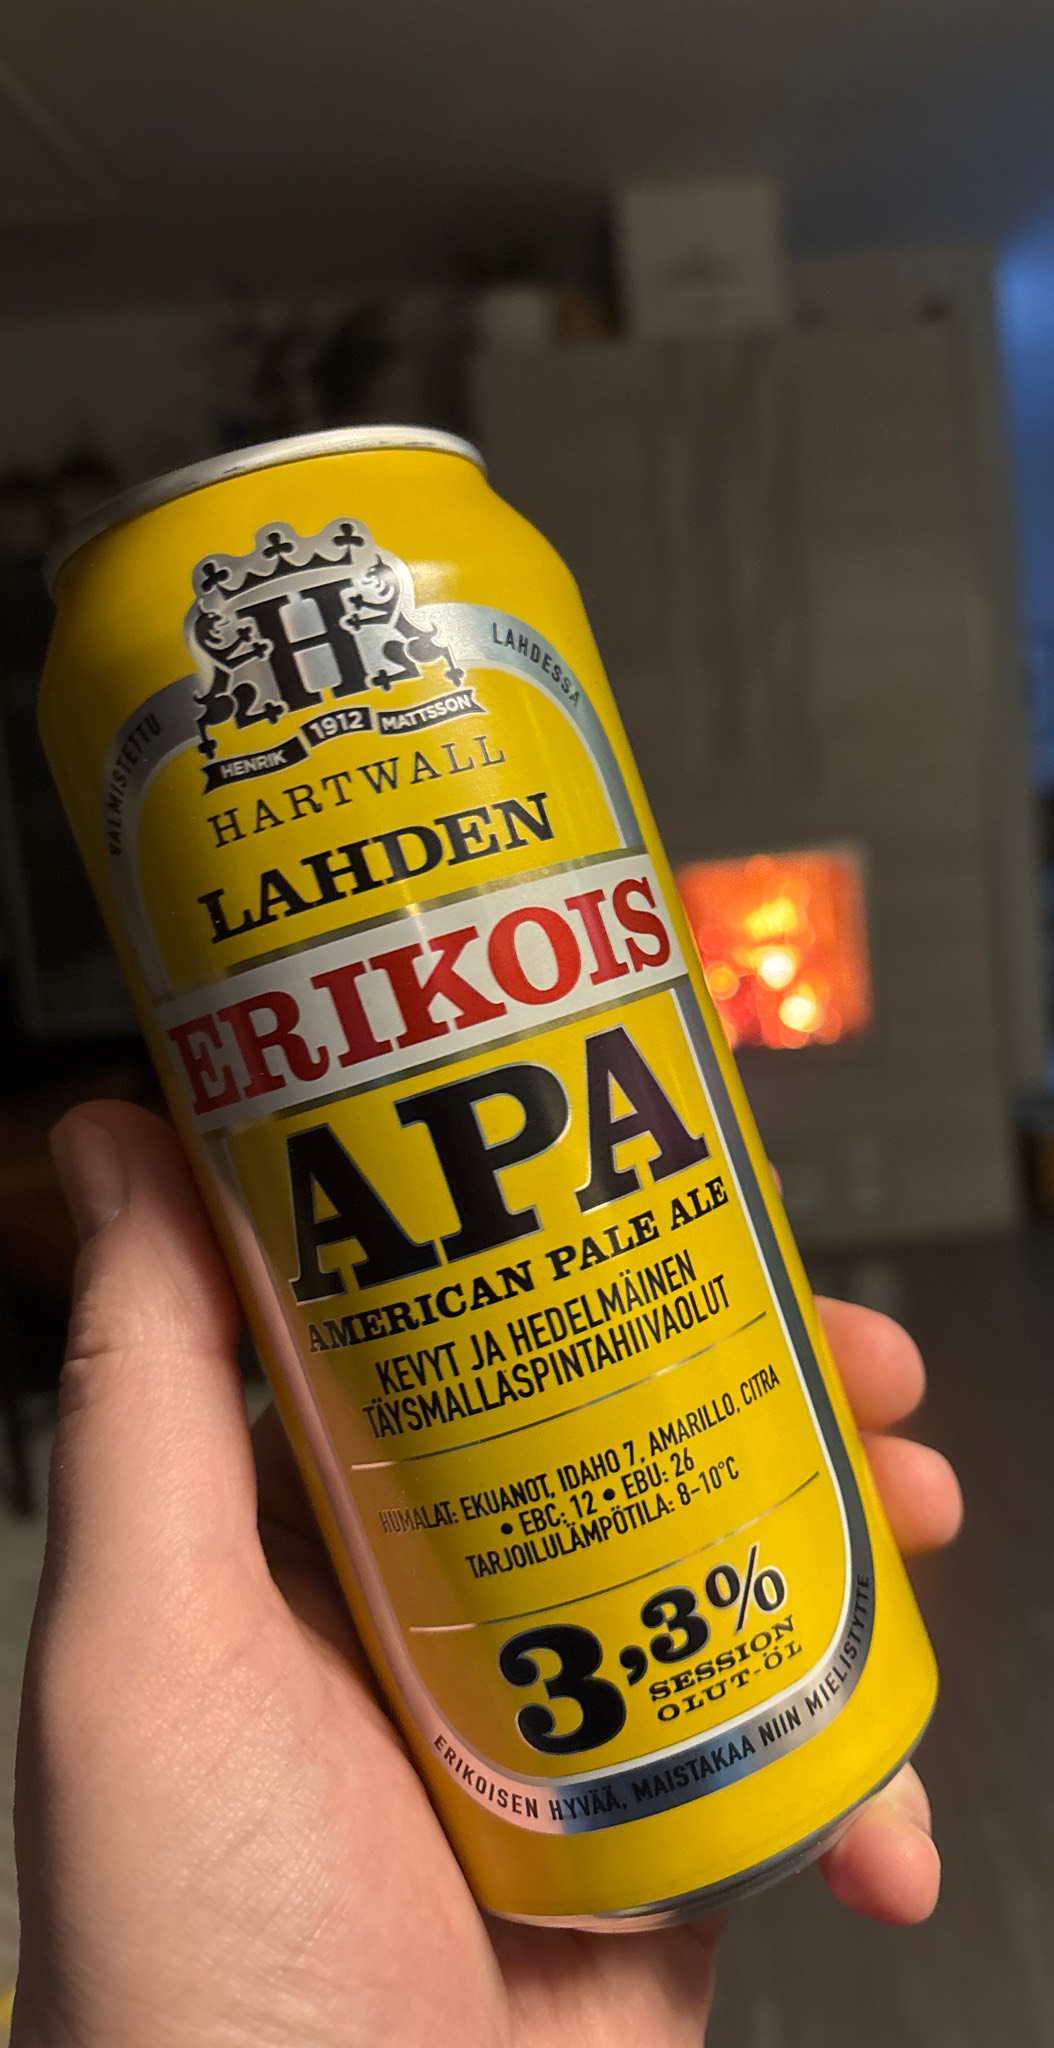 H
HENRIK 1912 MATTSSON
VALMISTETTU LAHDESSA
HARTWALL
LAHDEN
ERIKOIS
APA
AMERICAN PALE ALE
KEVYT JA HEDELMÄINEN
TÄYSMALLASPINTAHIIVAOLUT
HUMALAT: EKUANOT, IDAHO 7, AMARILLO, CITRA
• EBC: 12 • EBU: 26
TARJOILULÄMPÖTILA: 8-10°C
3,3%
SESSION
OLUT-ÖL
ERIKOISEN HYVÄÄ, MAISTAKAA NIIN MIELISTYTTE